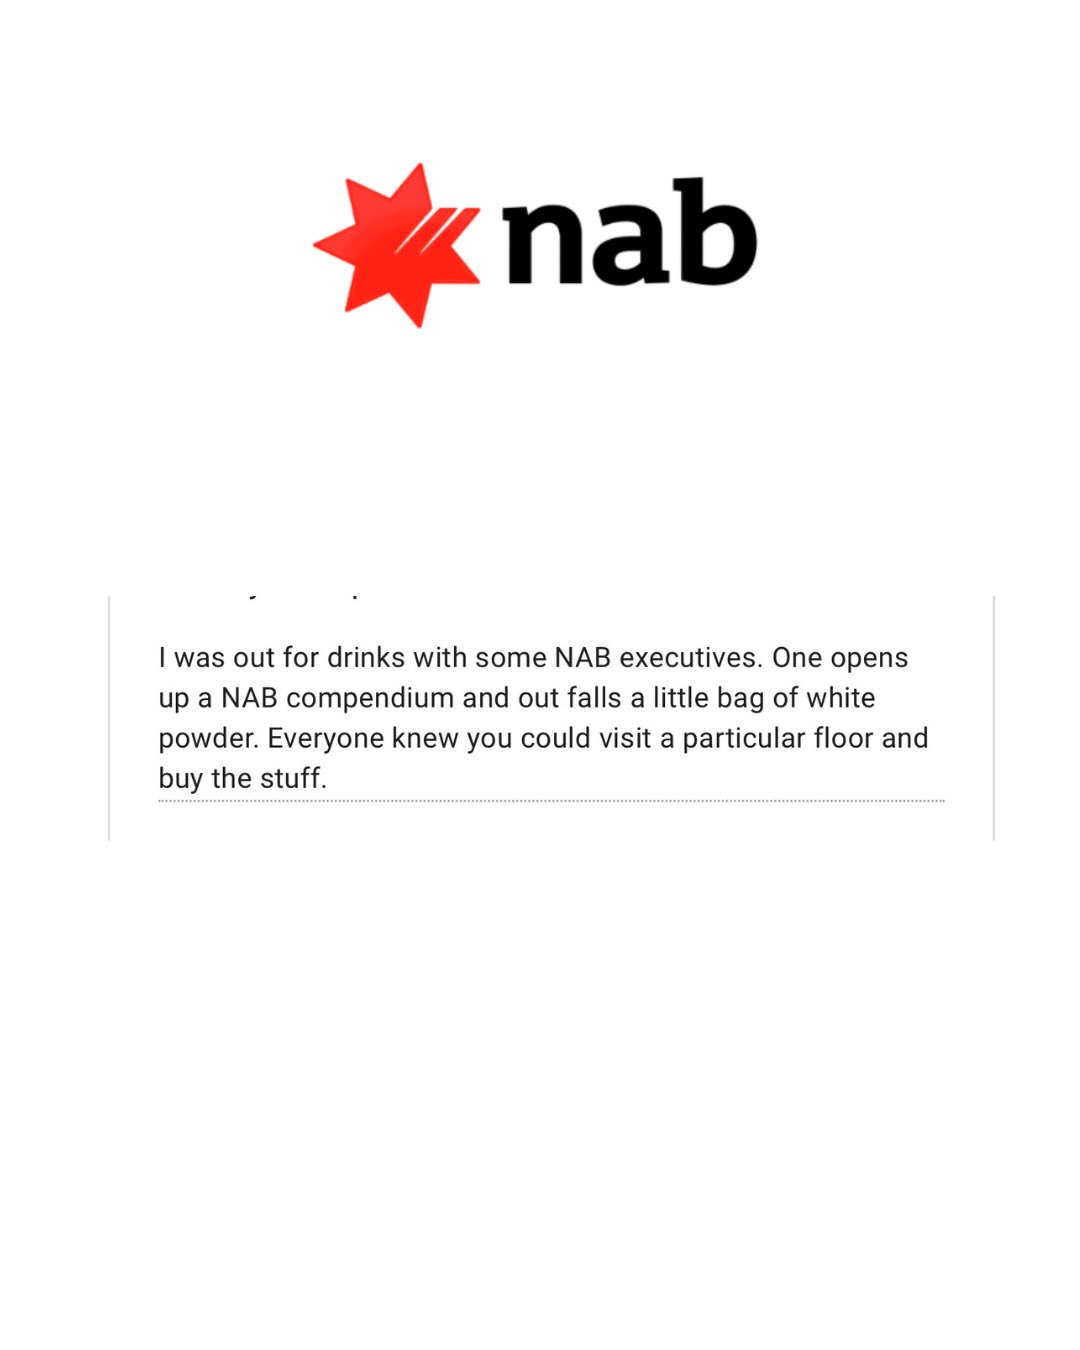 nab
I was out for drinks with some NAB executives. One opens
up a NAB compendium and out falls a little bag of white
powder. Everyone knew you could visit a particular floor and
buy the stuff.